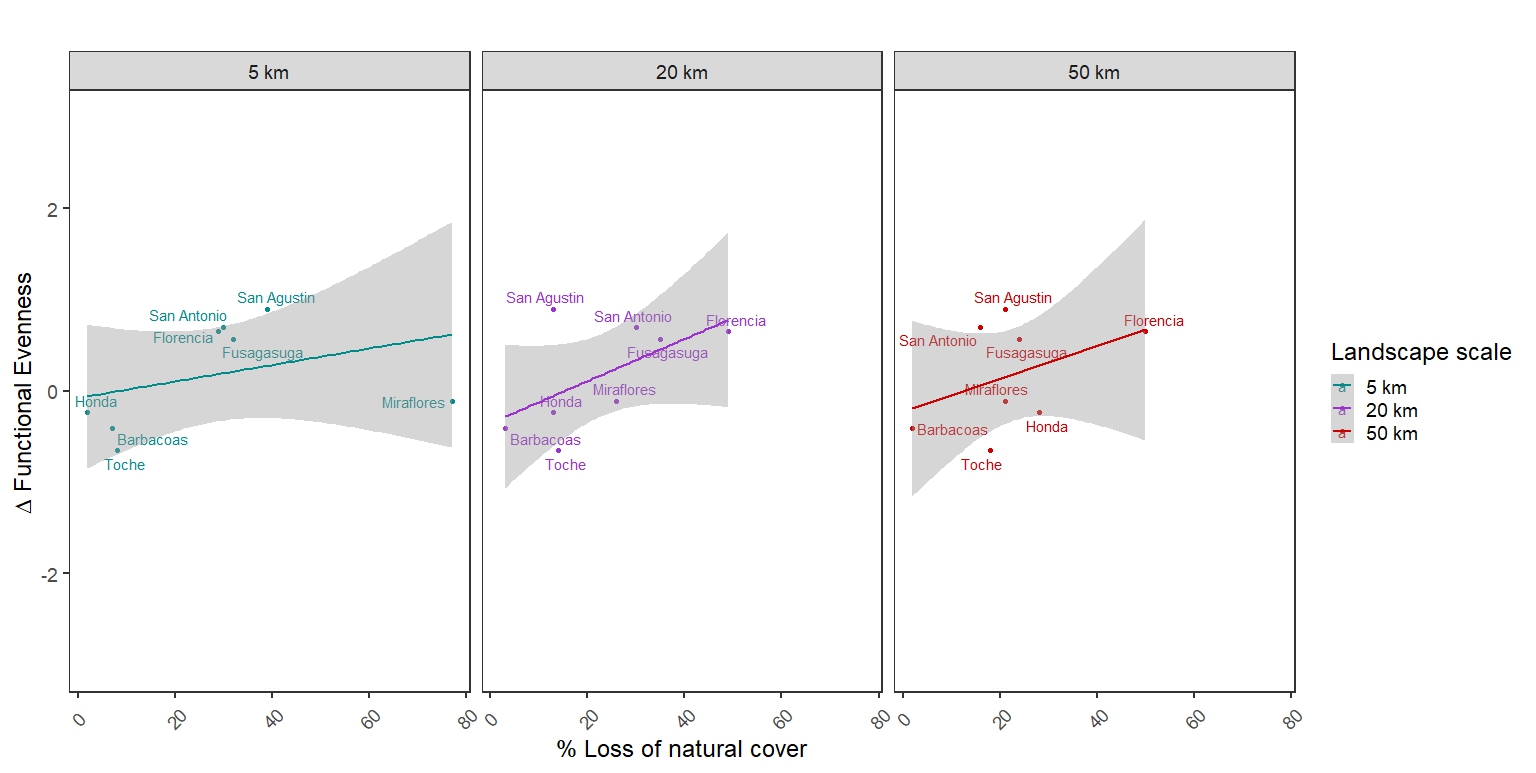 5 km
20 km
50 km
Δ Functional Evenness
2
0
-2
San Agustin
San Antonio
Florencia
Fusagasuga
Honda
Miraflores
Barbacoas
Toche
San Agustin
San Antonio
Florencia
Fusagasuga
Miraflores
Honda
Barbacoas
Toche
San Agustin
Florencia
San Antonio
Fusagasuga
Miraflores
Honda
Barbacoas
Toche
0
20
40
60
80
0
20
40
60
80
0
20
40
60
80
% Loss of natural cover
Landscape scale
a 5 km
a 20 km
a 50 km